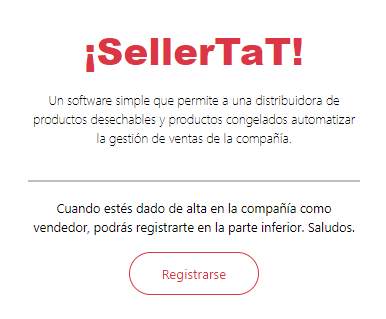 ¡SellerTaT!
Un software simple que permite a una distribuidora de
productos desechables y productos congelados automatizar
la gestión de ventas de la compañía.
Cuando estés dado de alta en la compañía como
vendedor, podrás registrarte en la parte inferior. Saludos.
Registrarse